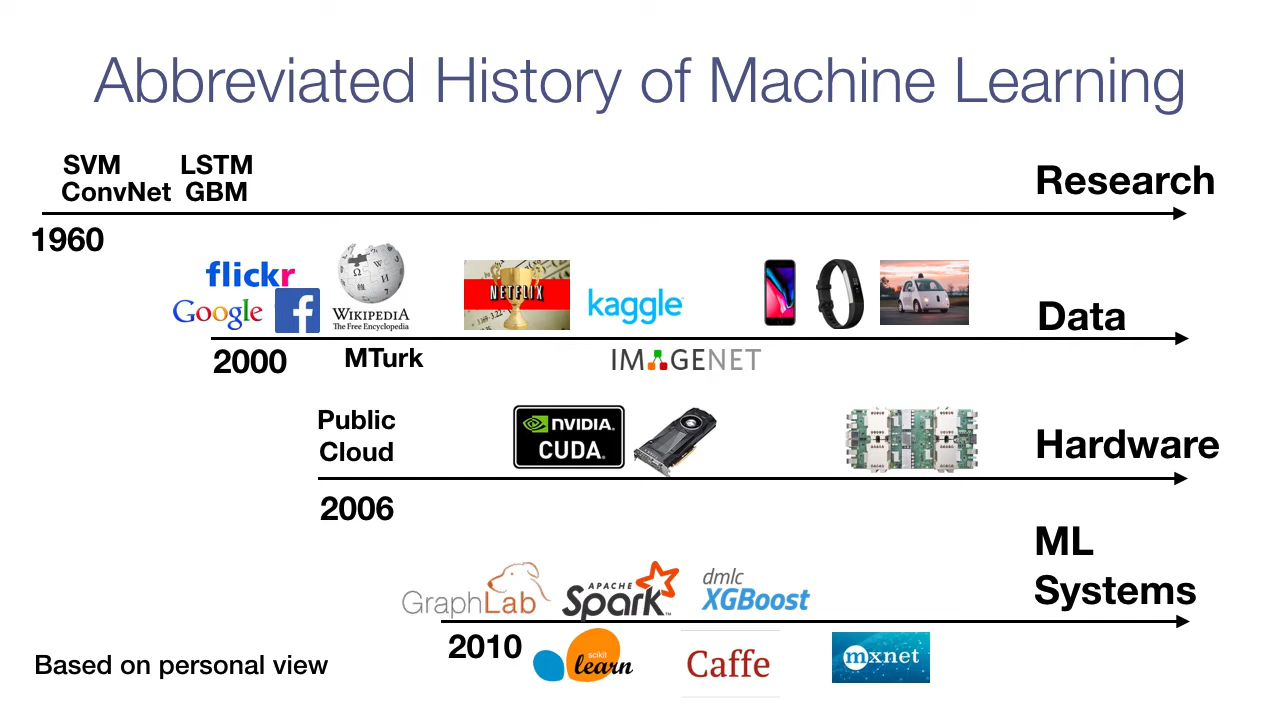 Abbreviated History of Machine Learning
SVM LSTM
ConvNet GBM
Research
1960
flickr
Google
f
WIKIPEDIA
The Free Encyclopedia
NETFLIX
kaggle
Data
2000
MTurk
IMAGENET
Public
Cloud
NVIDIA.
CUDA.
Hardware
2006
ML
Systems
GraphLab
APACHE
Spark
dmlc
XGBoost
2010
scikit
learn
Caffe
mxnet
Based on personal view